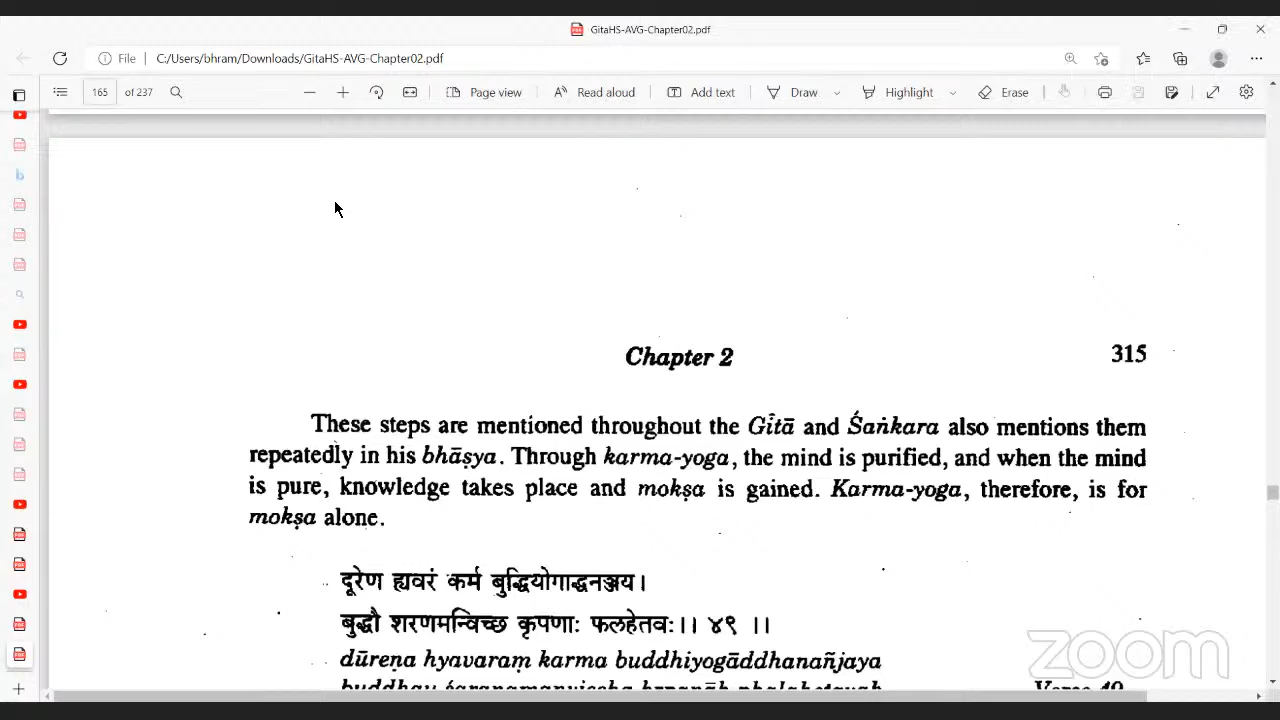 GitaHS-AVG-Chapter02.pdf
File C:/Users/bhram/Downloads/GitaHS-AVG-Chapter02.pdf
165 of 237 Page view Read aloud Add text Draw Highlight Erase
Chapter 2 315
These steps are mentioned throughout the Gītā and Śaṅkara also mentions them
repeatedly in his bhāṣya. Through karma-yoga, the mind is purified, and when the mind
is pure, knowledge takes place and mokṣa is gained. Karma-yoga, therefore, is for
mokṣa alone.
दूरेण ह्यवरं कर्म बुद्धियोगाद्धनञ्जय।
बुद्धौ शरणमन्विच्छ कृपणाः फलहेतवः।। ४९ ।।
dūreṇa hyavaraṃ karma buddhiyogāddhanañjaya
zoom